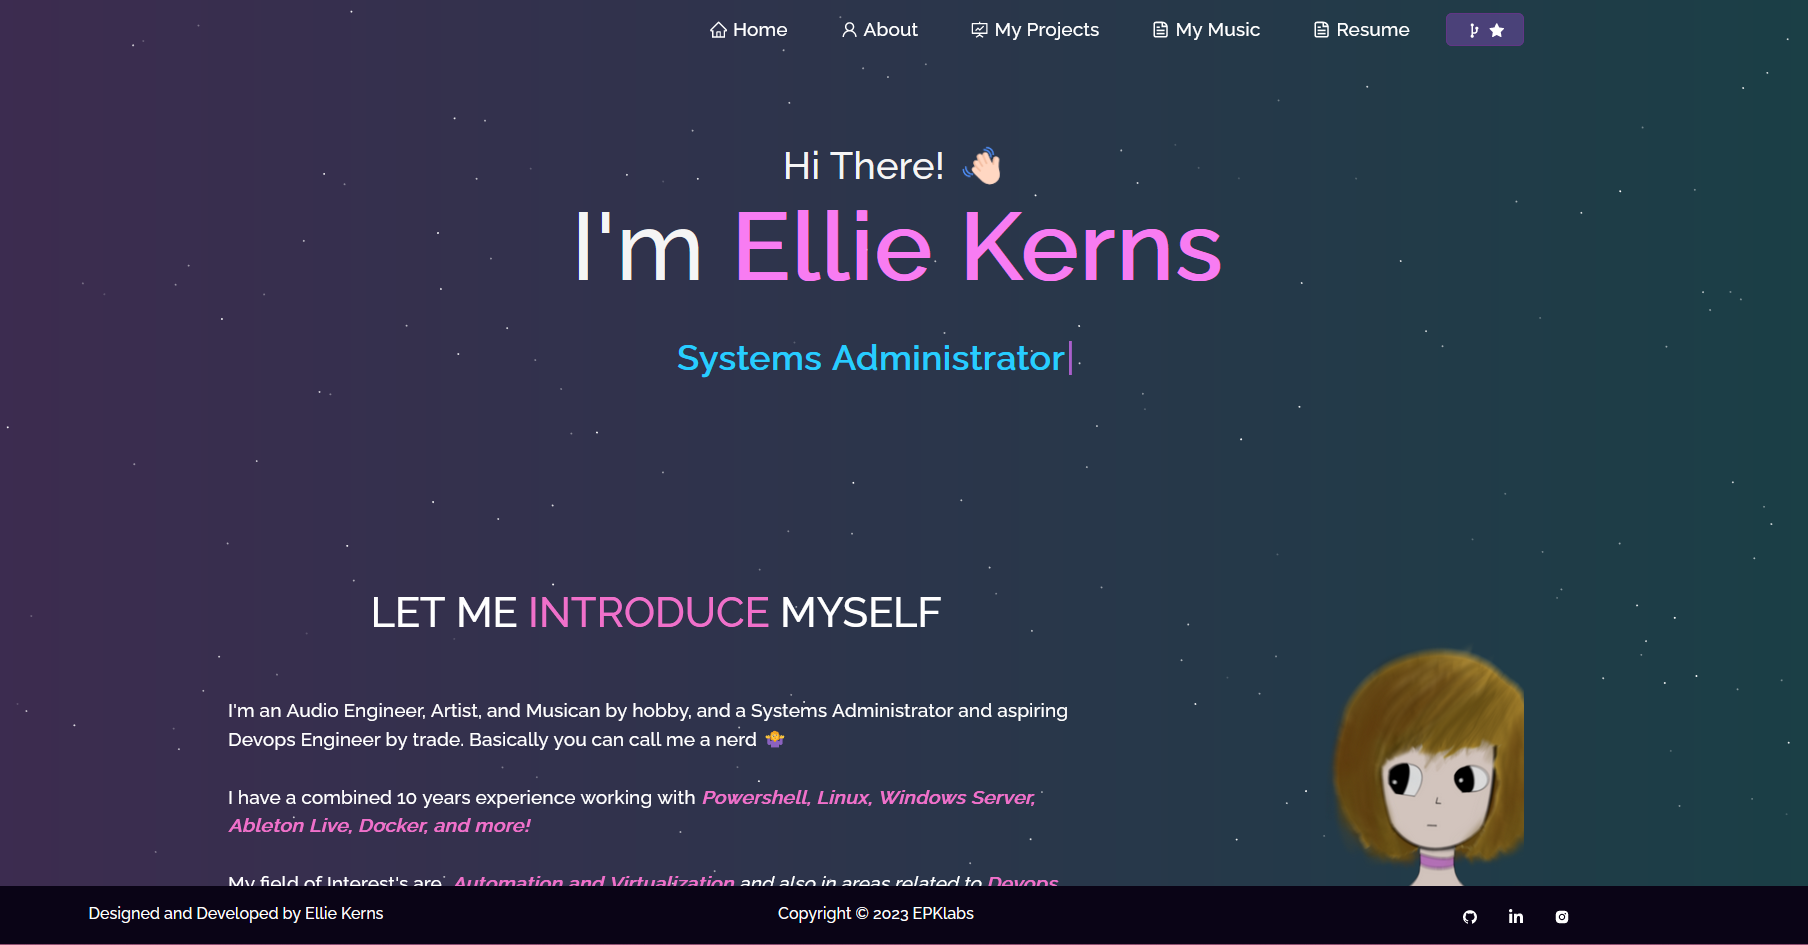 Home About My Projects My Music Resume
Hi There!
I'm Ellie Kerns
Systems Administrator
LET ME INTRODUCE MYSELF
I'm an Audio Engineer, Artist, and Musican by hobby, and a Systems Administrator and aspiring
Devops Engineer by trade. Basically you can call me a nerd
I have a combined 10 years experience working with Powershell, Linux, Windows Server,
Ableton Live, Docker, and more!
My field of Interest's are Automation and Virtualization and also in areas related to Devops
Designed and Developed by Ellie Kerns Copyright © 2023 EPKlabs